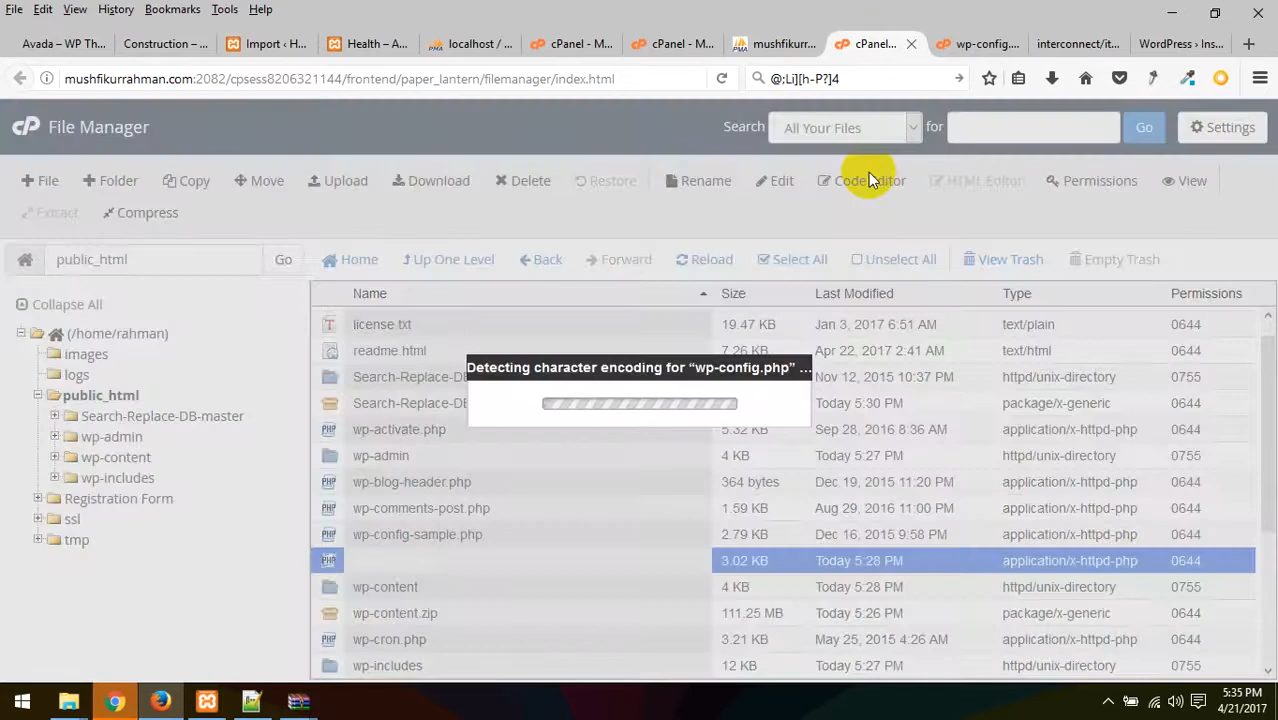 File Edit View History Bookmarks Tools Help
Avada – WP Th... Construction – ... Import ‹ H... Health – A... localhost / ... cPanel - M... cPanel - M... mushfikurr... cPanel... wp-config.... interconnect/it... WordPress › Ins...
mushfikurrahman.com:2082/cpsess8206321144/frontend/paper_lantern/filemanager/index.html @;Li][h-P?]4
cP File Manager Search All Your Files for Go Settings
File Folder Copy Move Upload Download Delete Restore Rename Edit Code Editor HTML Editor Permissions View
Extract Compress
public_html Go Home Up One Level Back Forward Reload Select All Unselect All View Trash Empty Trash
Collapse All
(/home/rahman)
images
logs
public_html
Search-Replace-DB-master
wp-admin
wp-content
wp-includes
Registration Form
ssl
tmp
Name Size Last Modified Type Permissions
license.txt 19.47 KB Jan 3, 2017 6:51 AM text/plain 0644
readme.html 7.26 KB Apr 22, 2017 2:41 AM text/html 0644
Search-Replace-DB Nov 12, 2015 10:37 PM httpd/unix-directory 0755
Search-Replace-DB Today 5:30 PM package/x-generic 0644
wp-activate.php 5.32 KB Sep 28, 2016 8:36 AM application/x-httpd-php 0644
wp-admin 4 KB Today 5:27 PM httpd/unix-directory 0755
wp-blog-header.php 364 bytes Dec 19, 2015 11:20 PM application/x-httpd-php 0644
wp-comments-post.php 1.59 KB Aug 29, 2016 11:00 PM application/x-httpd-php 0644
wp-config-sample.php 2.79 KB Dec 16, 2015 9:58 PM application/x-httpd-php 0644
3.02 KB Today 5:28 PM application/x-httpd-php 0644
wp-content 4 KB Today 5:28 PM httpd/unix-directory 0755
wp-content.zip 111.25 MB Today 5:26 PM package/x-generic 0644
wp-cron.php 3.21 KB May 25, 2015 4:26 AM application/x-httpd-php 0644
wp-includes 12 KB Today 5:27 PM httpd/unix-directory 0755
Detecting character encoding for “wp-config.php” ...
5:35 PM
4/21/2017